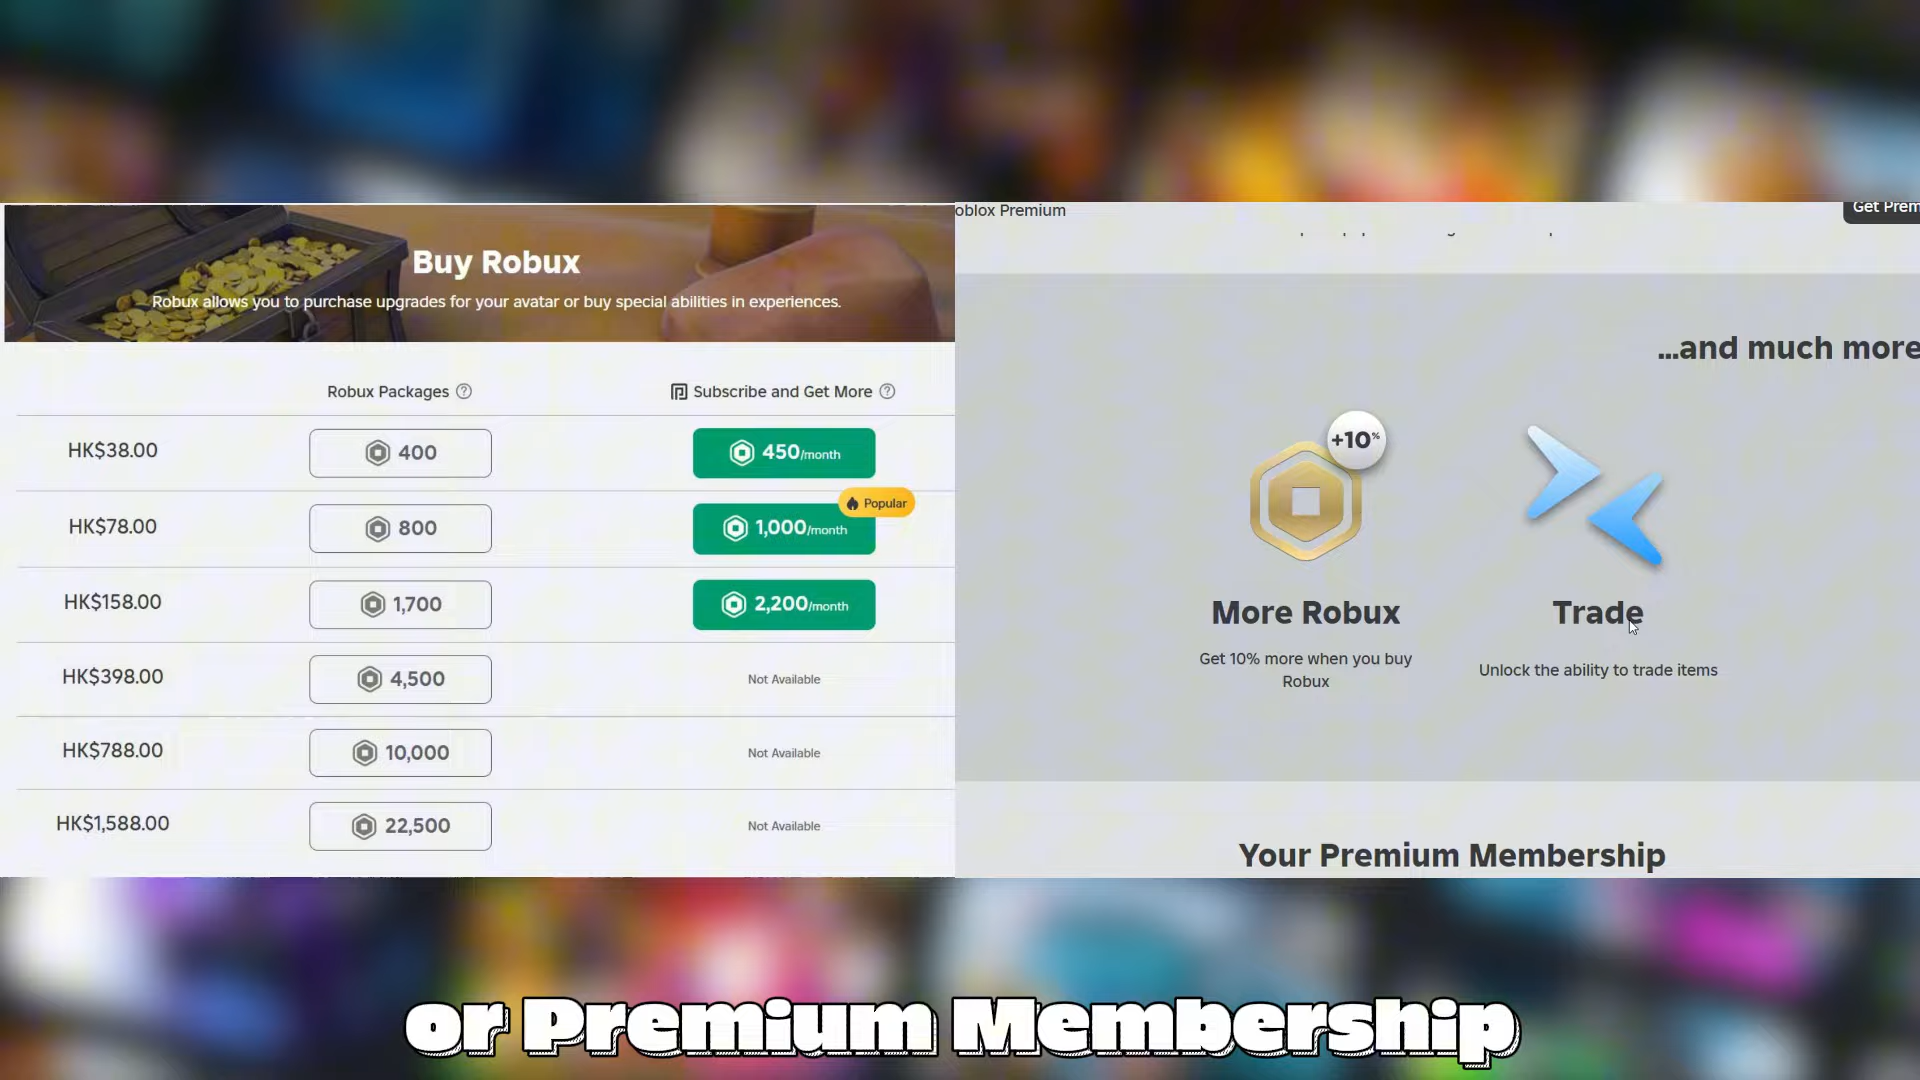 Buy Robux
Robux allows you to purchase upgrades for your avatar or buy special abilities in experiences.
Robux Packages ?
Subscribe and Get More ?
HK$38.00 400 450/month
Popular
HK$78.00 800 1,000/month
HK$158.00 1,700 2,200/month
HK$398.00 4,500 Not Available
HK$788.00 10,000 Not Available
HK$1,588.00 22,500 Not Available
oblox Premium
Get Prem
...and much more
+10%
More Robux
Get 10% more when you buy
Robux
Trade
Unlock the ability to trade items
Your Premium Membership
or Premium Membership